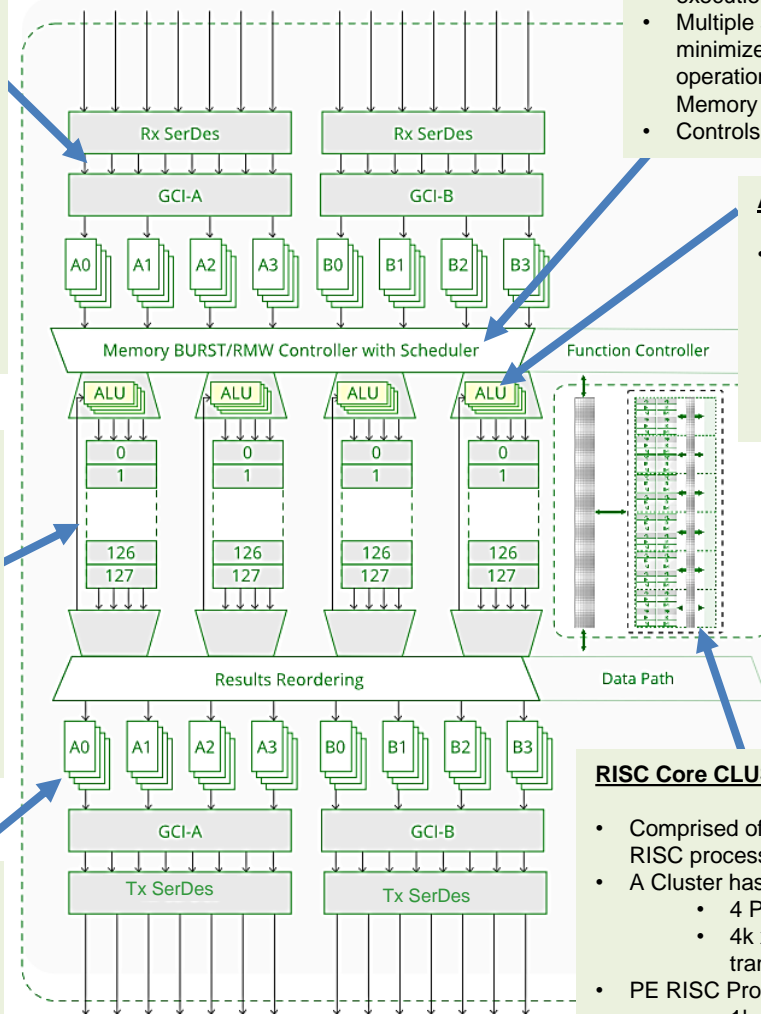 executio
• Multiple
minimize
operation
Memory
• Controls
Rx SerDes
Rx SerDes
GCI-A
GCI-B
A
•
A0
A1
A2
A3
B0
B1
B2
B3
Memory BURST/RMW Controller with Scheduler
Function Controller
ALU
ALU
ALU
ALU
0
0
0
0
1
1
1
1
126
126
126
126
127
127
127
127
Results Reordering
Data Path
A0
A1
A2
A3
B0
B1
B2
B3
RISC Core CLU
• Comprised of
RISC process
• A Cluster has
• 4 P
• 4k
tran
• PE RISC Pro
GCI-A
GCI-B
Tx SerDes
Tx SerDes